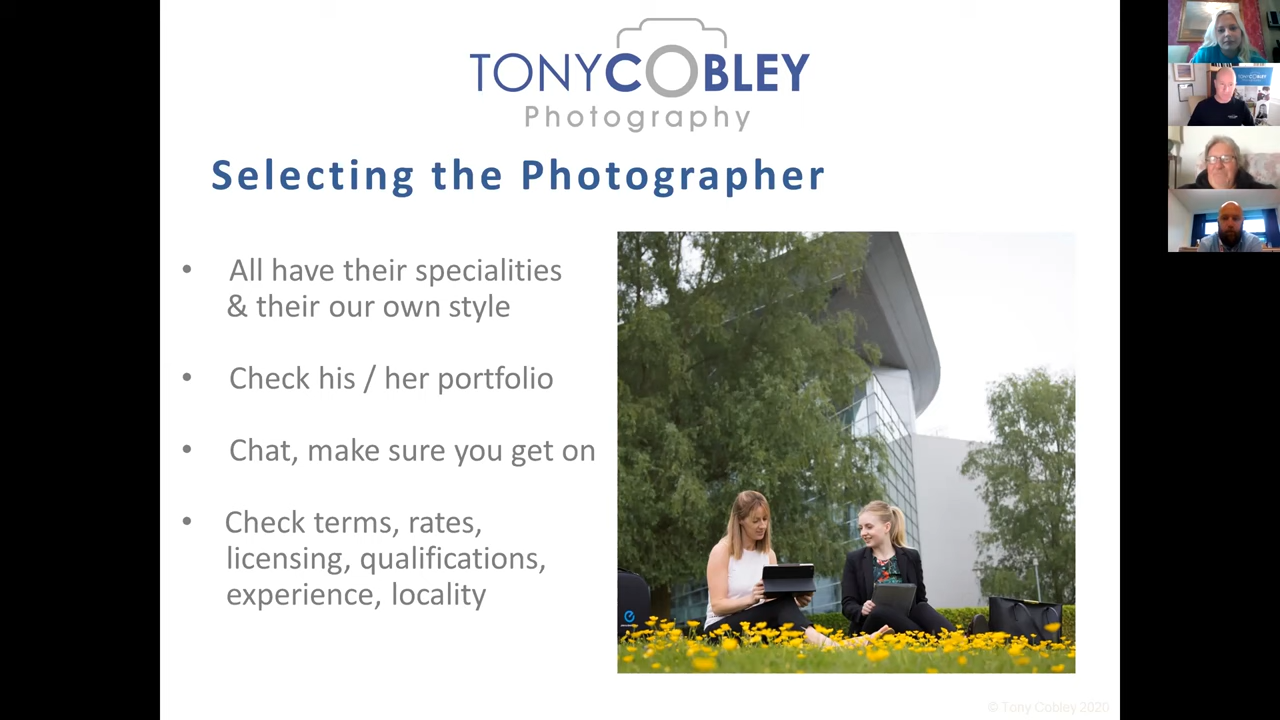 TONYCOBLEY
Photography
Selecting the Photographer
• All have their specialities
& their our own style
• Check his / her portfolio
• Chat, make sure you get on
• Check terms, rates,
licensing, qualifications,
experience, locality
© Tony Cobley 2020